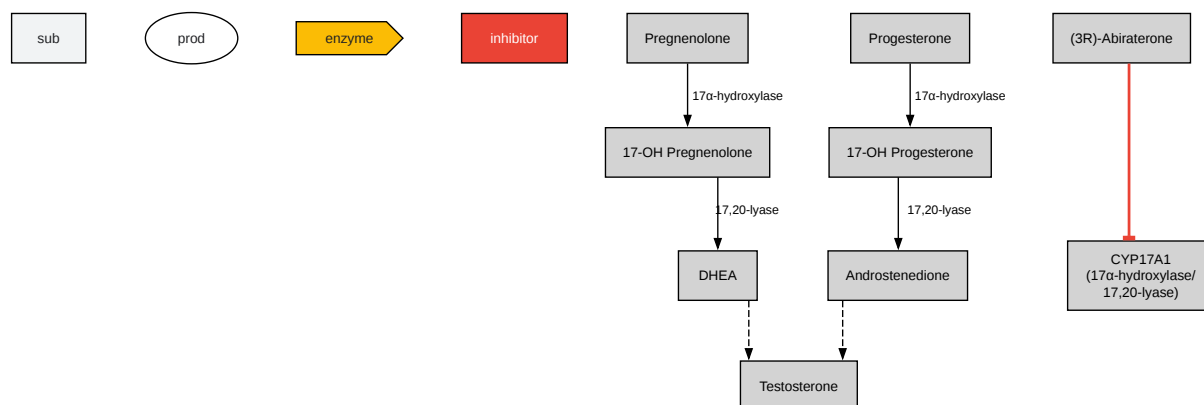 sub
prod
enzyme
inhibitor
Pregnenolone
Progesterone
(3R)-Abiraterone
17α-hydroxylase
17α-hydroxylase
17-OH Pregnenolone
17-OH Progesterone
17,20-lyase
17,20-lyase
DHEA
Androstenedione
CYP17A1
(17α-hydroxylase/
17,20-lyase)
Testosterone